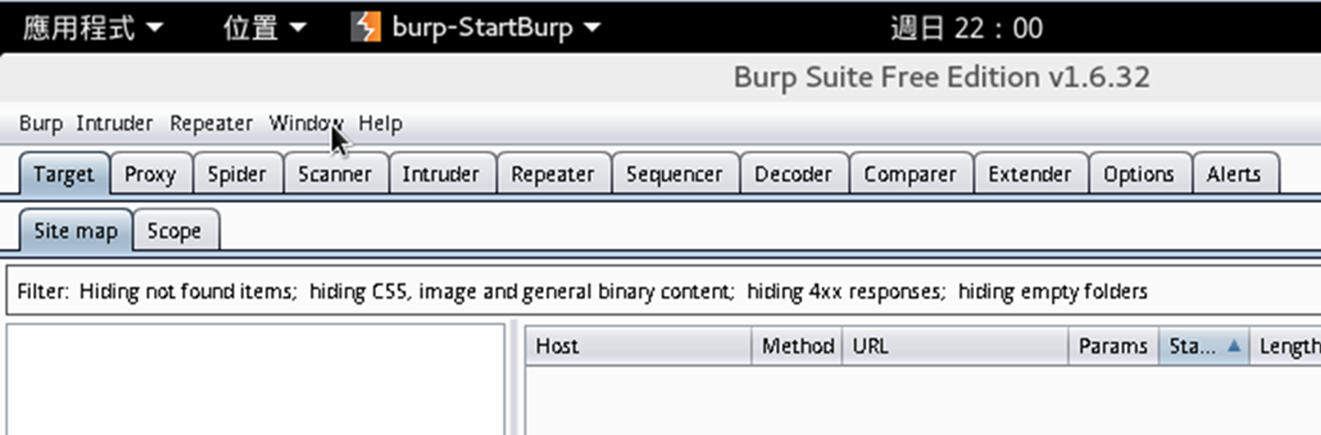 應用程式 位置 burp-StartBurp 週日 22：00
Burp Suite Free Edition v1.6.32
Burp Intruder Repeater Window Help
Target Proxy Spider Scanner Intruder Repeater Sequencer Decoder Comparer Extender Options Alerts
Site map Scope
Filter: Hiding not found items; hiding CSS, image and general binary content; hiding 4xx responses; hiding empty folders
Host Method URL Params Sta... Length